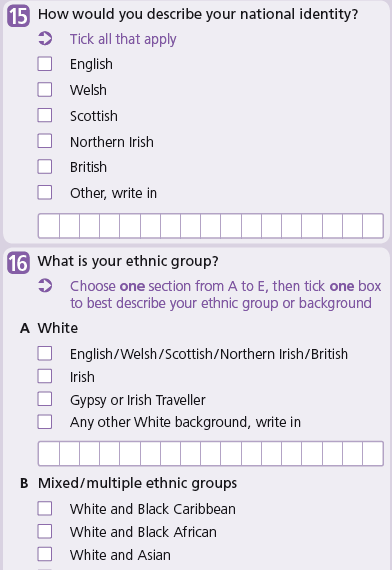 15 How would you describe your national identity?
Tick all that apply
English
Welsh
Scottish
Northern Irish
British
Other, write in
16 What is your ethnic group?
Choose one section from A to E, then tick one box
to best describe your ethnic group or background
A White
English/Welsh/Scottish/Northern Irish/British
Irish
Gypsy or Irish Traveller
Any other White background, write in
B Mixed/multiple ethnic groups
White and Black Caribbean
White and Black African
White and Asian